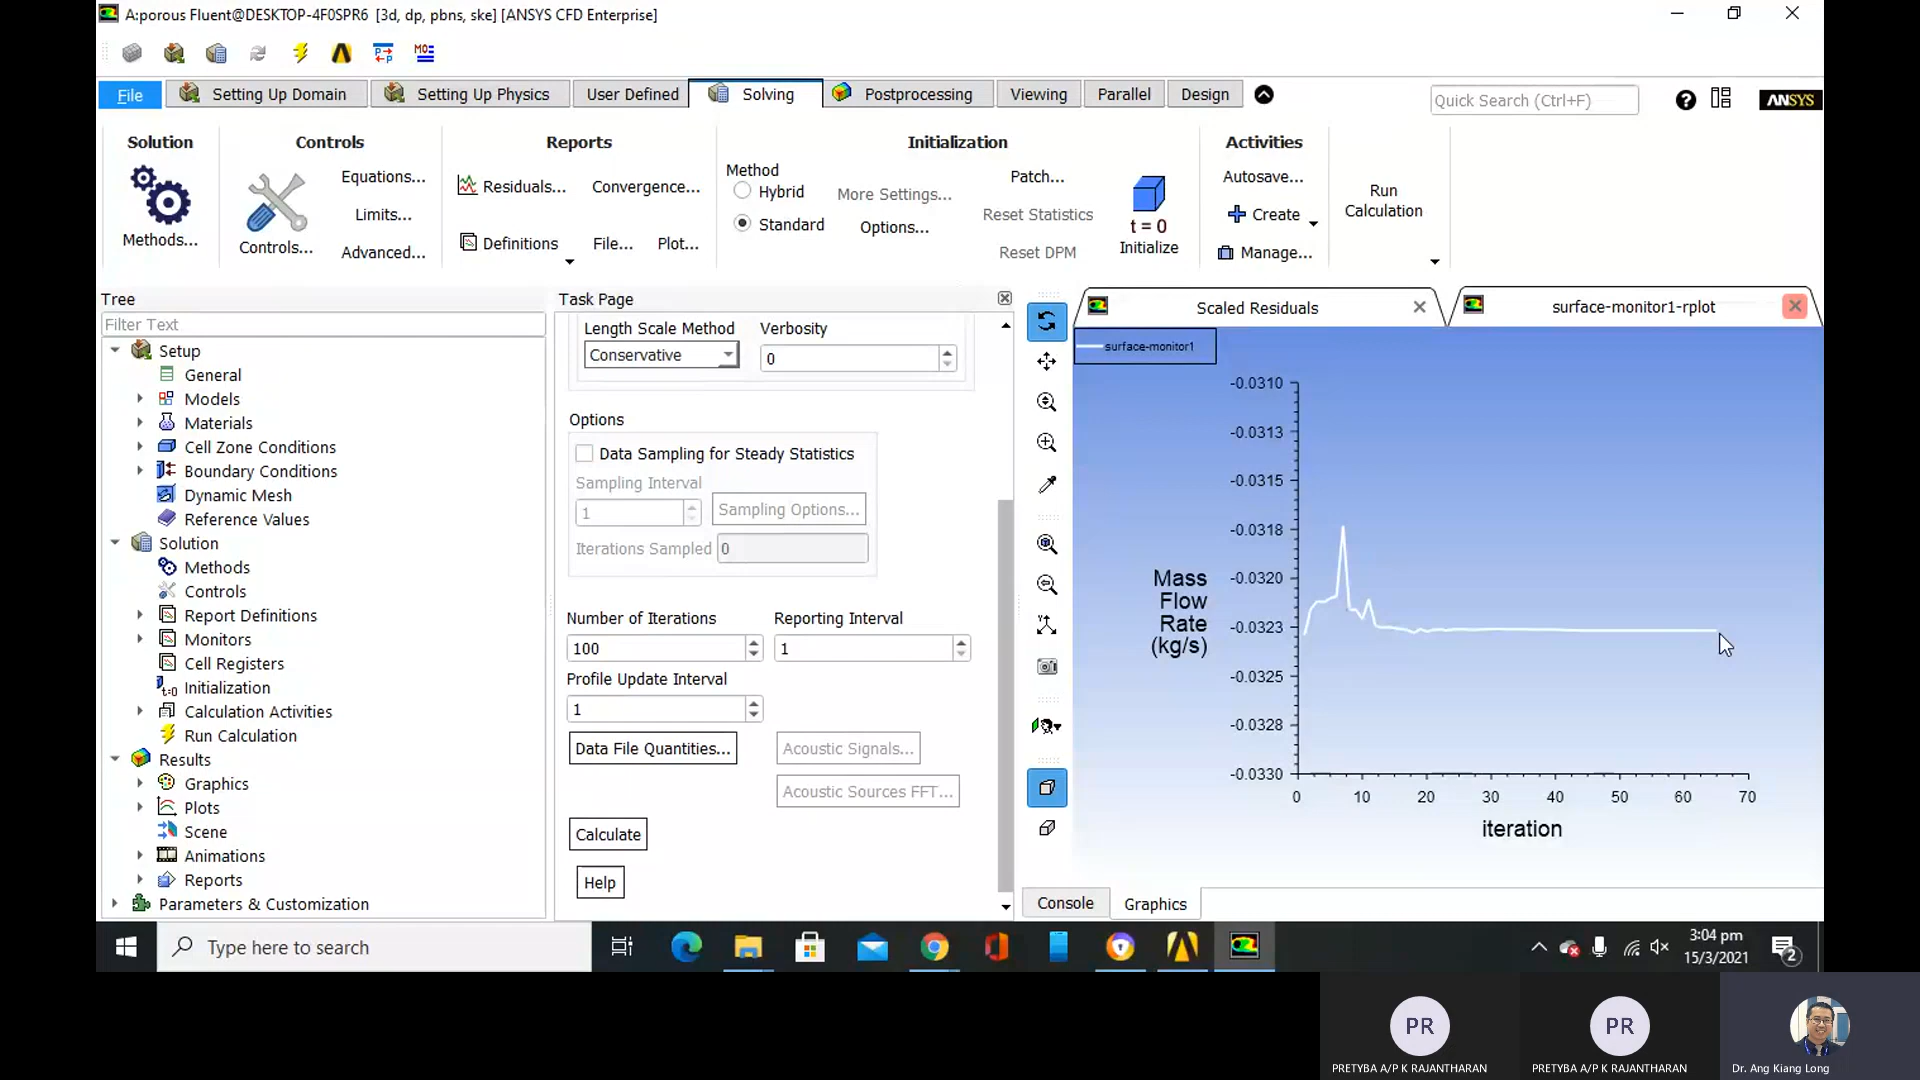 A:porous Fluent@DESKTOP-4F0SPR6 [3d, dp, pbns, ske] [ANSYS CFD Enterprise]
File
Setting Up Domain
Setting Up Physics
User Defined
Solving
Postprocessing
Viewing
Parallel
Design
Quick Search (Ctrl+F)
ANSYS
Solution
Methods...
Controls
Controls...
Equations...
Limits...
Advanced...
Reports
Residuals...
Convergence...
Definitions
File...
Plot...
Initialization
Method
Hybrid
Standard
More Settings...
Options...
Patch...
Reset Statistics
Reset DPM
t = 0
Initialize
Activities
Autosave...
Create
Manage...
Run
Calculation
Tree
Filter Text
Setup
General
Models
Materials
Cell Zone Conditions
Boundary Conditions
Dynamic Mesh
Reference Values
Solution
Methods
Controls
Report Definitions
Monitors
Cell Registers
t=0 Initialization
Calculation Activities
Run Calculation
Results
Graphics
Plots
Scene
Animations
Reports
Parameters & Customization
Task Page
Length Scale Method
Verbosity
Conservative
0
Options
Data Sampling for Steady Statistics
Sampling Interval
1
Sampling Options...
Iterations Sampled 0
Number of Iterations
Reporting Interval
100
1
Profile Update Interval
1
Data File Quantities...
Acoustic Signals...
Acoustic Sources FFT...
Calculate
Help
Scaled Residuals
surface-monitor1-rplot
surface-monitor1
-0.0310
-0.0313
-0.0315
-0.0318
-0.0320
-0.0323
-0.0325
-0.0328
-0.0330
Mass
Flow
Rate
(kg/s)
0 10 20 30 40 50 60 70
iteration
Console
Graphics
Type here to search
3:04 pm
15/3/2021
2
PR
PRETYBA A/P K RAJANTHARAN
PR
PRETYBA A/P K RAJANTHARAN
Dr. Ang Kiang Long